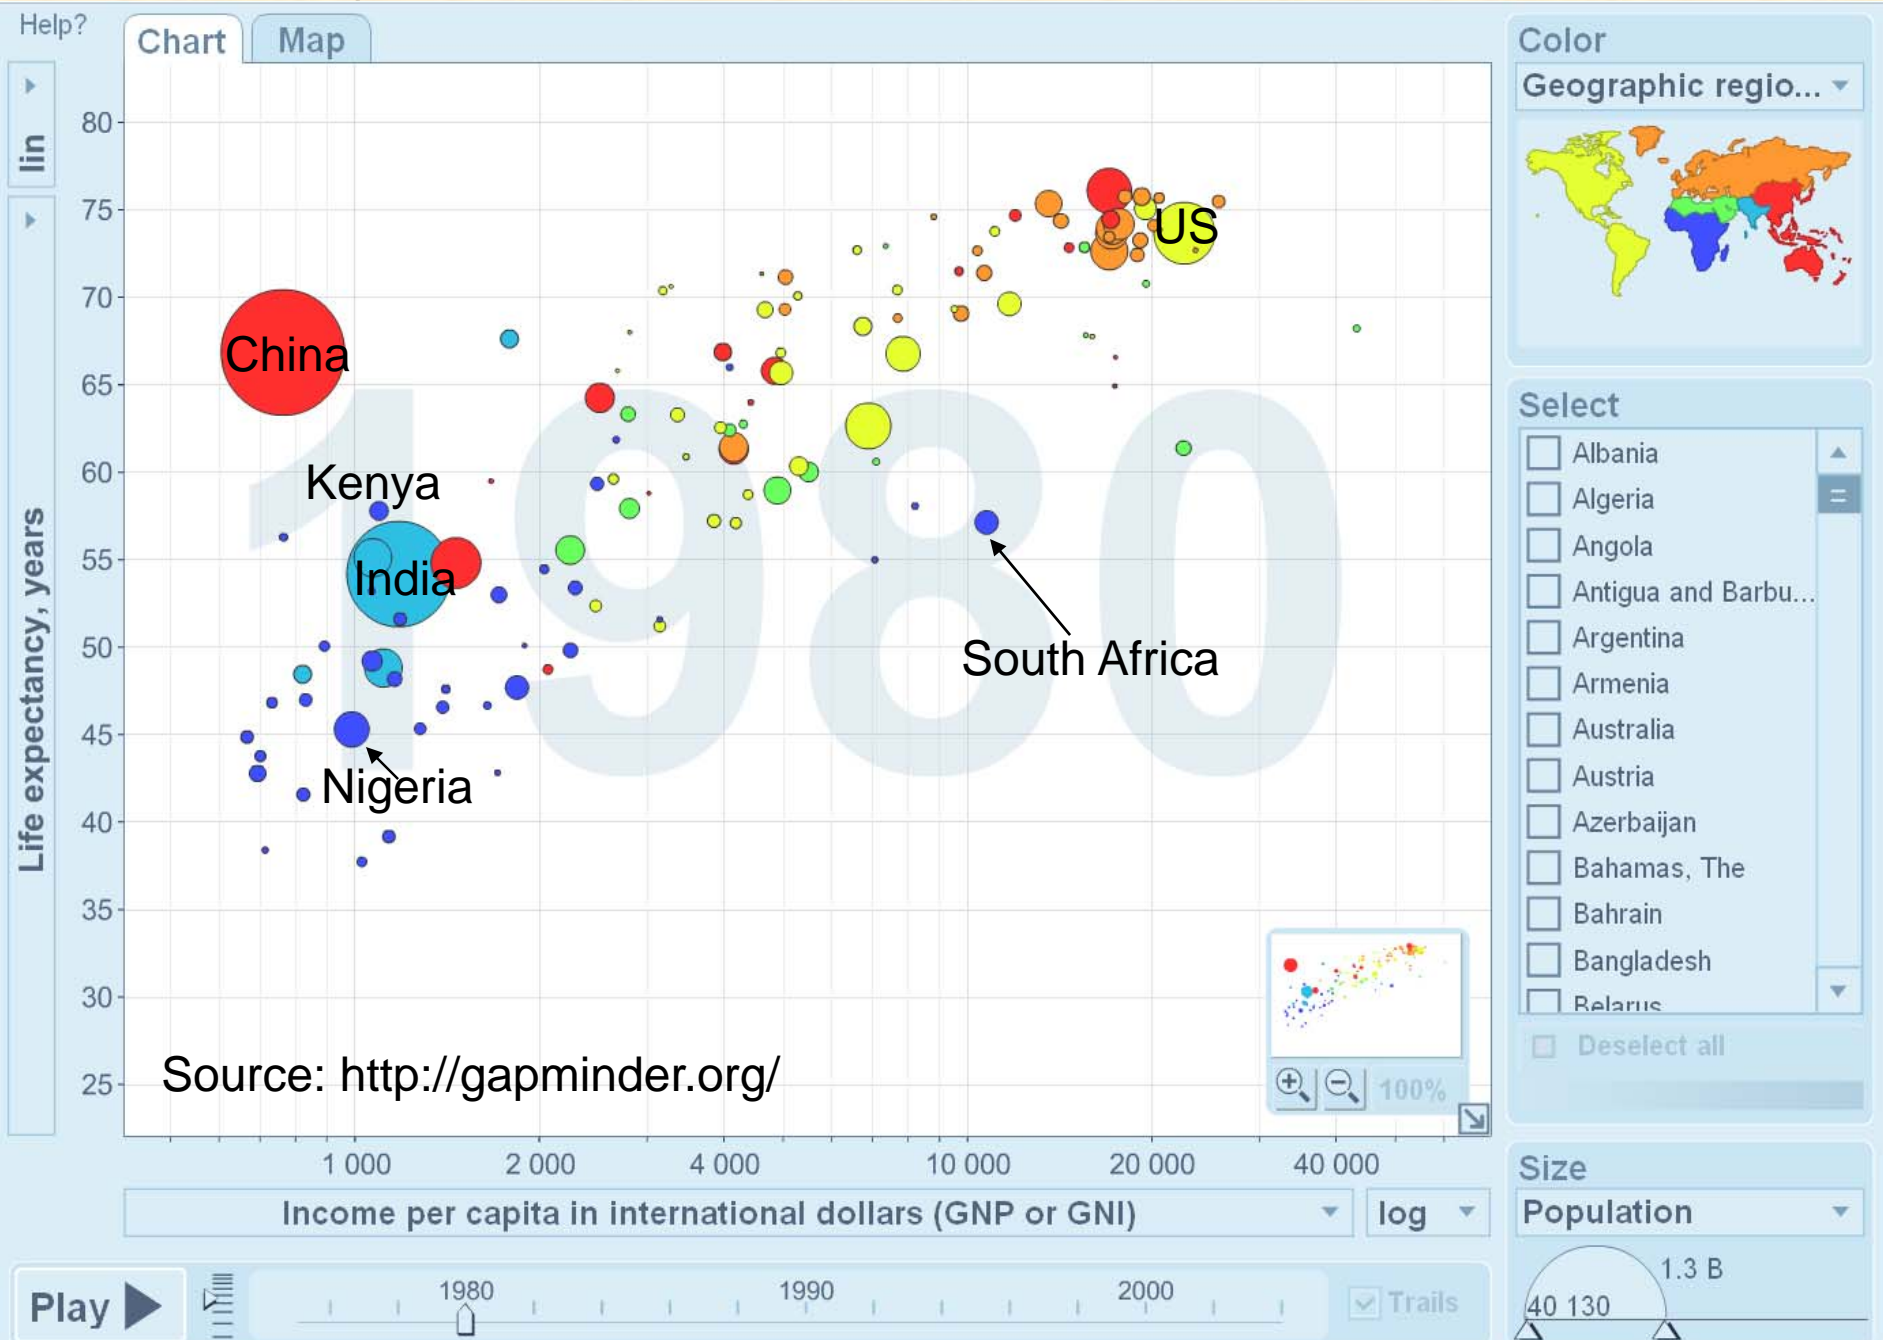 Help?
Chart
Map
Color
Geographic regio...
lin
80
75
70
65
60
55
50
45
40
35
30
25
Life expectancy, years
1980
US
China
Kenya
India
South Africa
Nigeria
Source: http://gapminder.org/
100%
Select
Albania
Algeria
Angola
Antigua and Barbu...
Argentina
Armenia
Australia
Austria
Azerbaijan
Bahamas, The
Bahrain
Bangladesh
Belarus
Deselect all
1 000
2 000
4 000
10 000
20 000
40 000
Income per capita in international dollars (GNP or GNI)
log
Size
Population
1.3 B
40 130
Play
1980
1990
2000
Trails